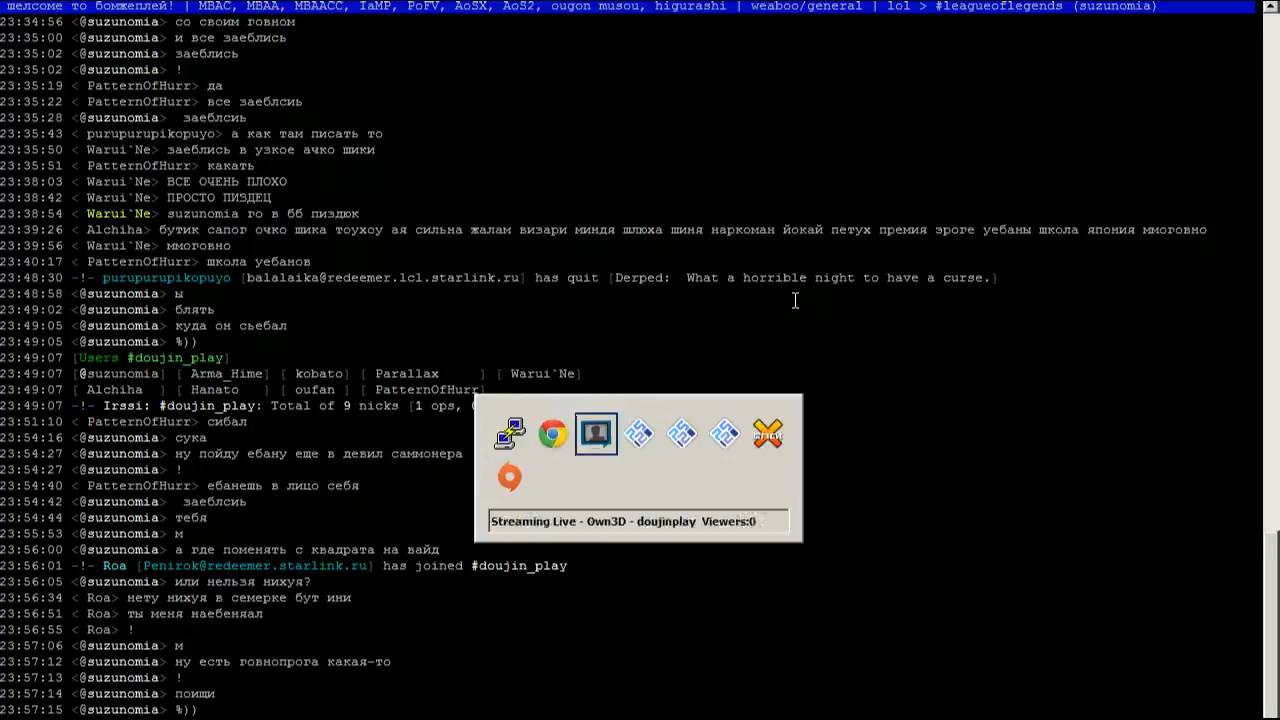 шелсоме то бомжеплей! | MBAC, MBAA, MBAACC, IaMP, PoFV, AoSX, AoS2, ougon musou, higurashi | weaboo/general | lol > #leagueoflegends (suzunomia)
23:34:56 <@suzunomia> со своим говном
23:35:00 <@suzunomia> и все заеблись
23:35:02 <@suzunomia> заеблись
23:35:02 <@suzunomia> !
23:35:19 < PatternOfHurr> да
23:35:22 < PatternOfHurr> все заеблсиь
23:35:28 <@suzunomia>  заеблсиь
23:35:43 < purupurupikopuyo> а как там писать то
23:35:50 < Warui`Ne> заеблись в узкое ачко шики
23:35:51 < PatternOfHurr> какать
23:38:03 < Warui`Ne> ВСЕ ОЧЕНЬ ПЛОХО
23:38:42 < Warui`Ne> ПРОСТО ПИЗДЕЦ
23:38:54 < Warui`Ne> suzunomia го в бб пиздюк
23:39:26 < Alchiha> бутик сапог очко шика тоухоу ая сильна жалам визари миндя шлюха шиня наркоман йокай петух премия эроге уебаны школа япония ммоговно
23:39:56 < Warui`Ne> ммоговно
23:40:17 < PatternOfHurr> школа уебанов
23:48:30 -!- purupurupikopuyo [balalaika@redeemer.lcl.starlink.ru] has quit [Derped:  What a horrible night to have a curse.]
23:48:58 <@suzunomia> ы
23:49:02 <@suzunomia> блять
23:49:05 <@suzunomia> куда он сьебал
23:49:05 <@suzunomia> %))
23:49:07 [Users #doujin_play]
23:49:07 [@suzunomia] [ Arma_Hime] [ kobato] [ Parallax     ] [ Warui`Ne]
23:49:07 [ Alchiha  ] [ Hanato   ] [ oufan ] [ PatternOfHurr]
23:49:07 -!- Irssi: #doujin_play: Total of 9 nicks [1 ops,
23:51:10 < PatternOfHurr> сибал
23:54:16 <@suzunomia> сука
23:54:27 <@suzunomia> ну пойду ебану еще в девил саммонера
23:54:27 <@suzunomia> !
23:54:40 < PatternOfHurr> ебанешь в лицо себя
23:54:42 <@suzunomia>  заеблсиь
23:54:44 <@suzunomia> тебя
23:55:53 <@suzunomia> м
23:56:00 <@suzunomia> а где поменять с квадрата на вайд
23:56:01 -!- Roa [Penirok@redeemer.starlink.ru] has joined #doujin_play
23:56:05 <@suzunomia> или нельзя нихуя?
23:56:34 < Roa> нету нихуя в семерке бут ини
23:56:51 < Roa> ты меня наебеняал
23:56:55 < Roa> !
23:57:06 <@suzunomia> м
23:57:12 <@suzunomia> ну есть говнопрога какая-то
23:57:13 <@suzunomia> !
23:57:14 <@suzunomia> поищи
23:57:15 <@suzunomia> %))
Streaming Live - Own3D - doujinplay  Viewers:0